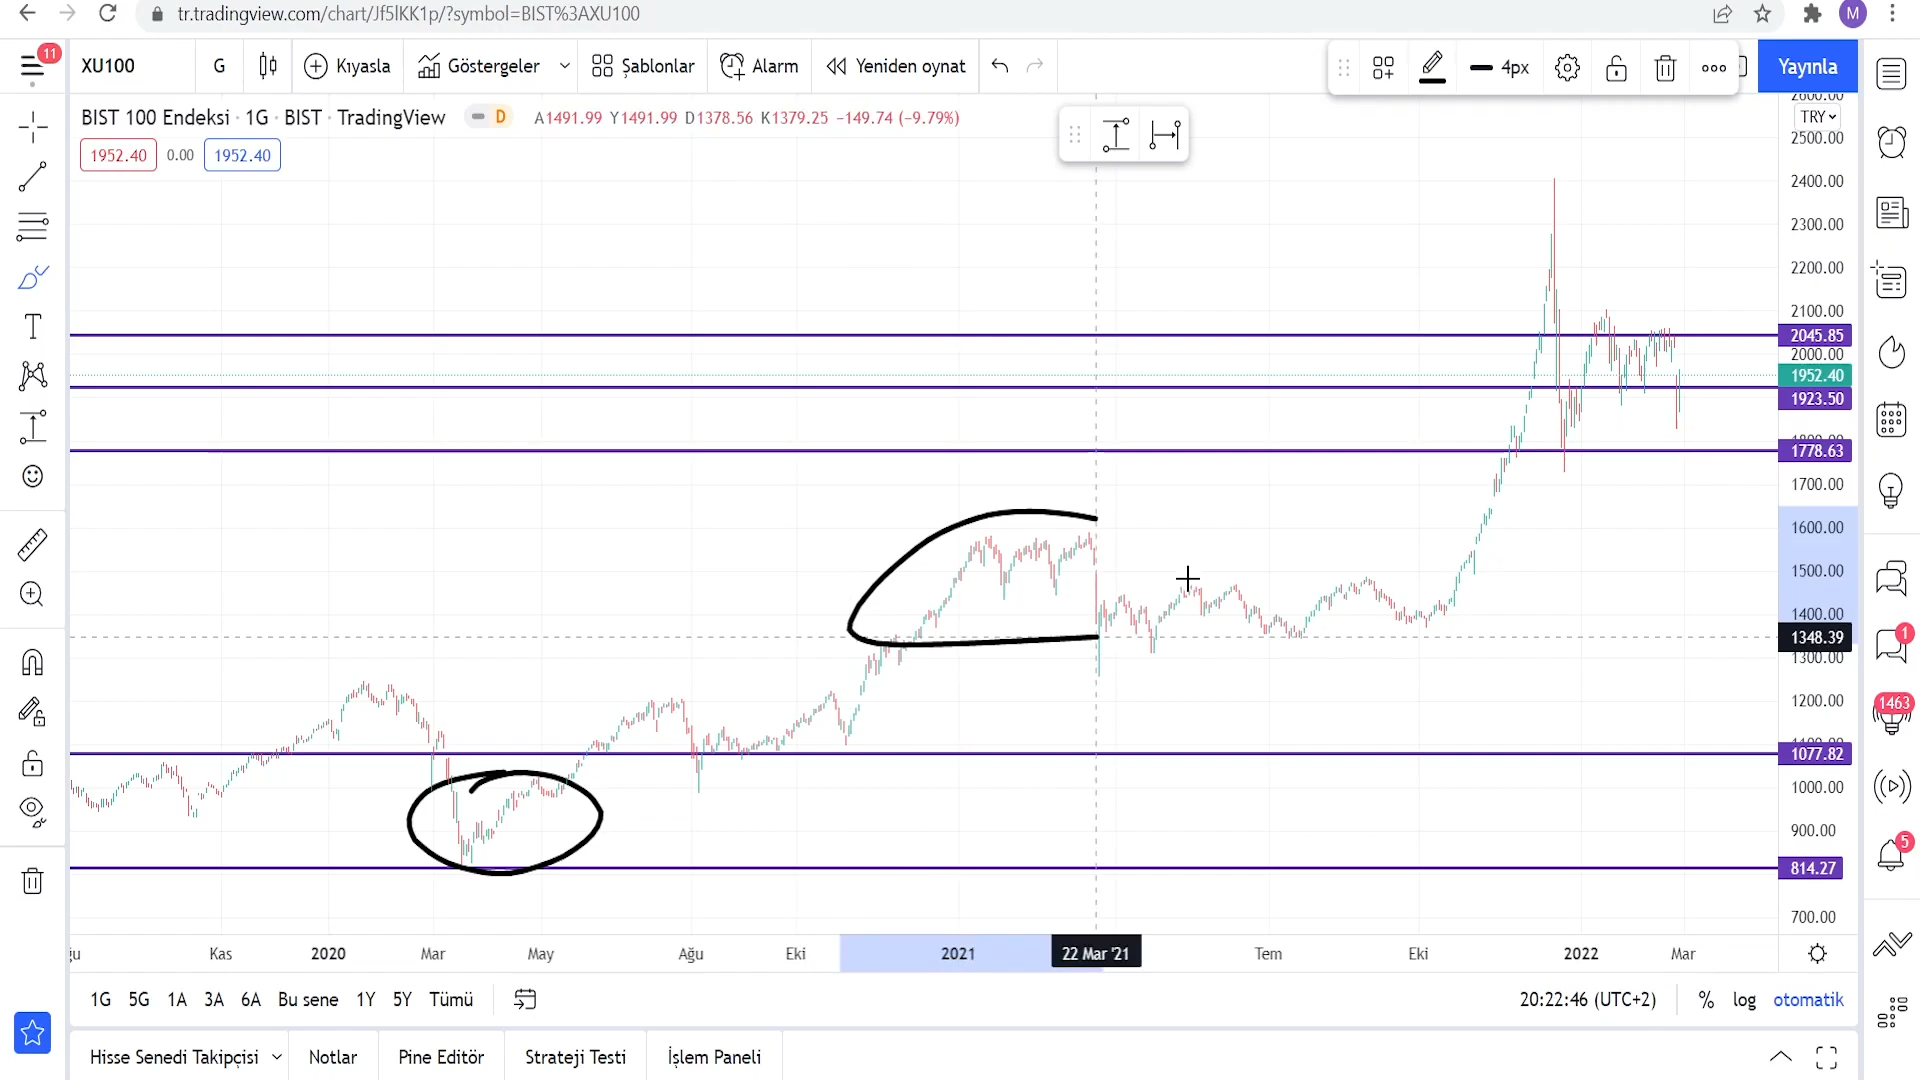 tr.tradingview.com/chart/Jf5lKK1p/?symbol=BIST%3AXU100
M
11
XU100
G
Kıyasla
Göstergeler
Şablonlar
Alarm
Yeniden oynat
4px
Yayınla
BIST 100 Endeksi · 1G · BIST · TradingView
D
A1491.99 Y1491.99 D1378.56 K1379.25 −149.74 (−9.79%)
TRY
1952.40
0.00
1952.40
2600.00
2500.00
2400.00
2300.00
2200.00
2100.00
2045.85
2000.00
1952.40
1923.50
1778.63
1700.00
1600.00
1500.00
1400.00
1348.39
1300.00
1200.00
1077.82
1000.00
900.00
814.27
700.00
1
1463
5
Kas
2020
Mar
May
Ağu
Eki
2021
22 Mar '21
Tem
Eki
2022
Mar
1G 5G 1A 3A 6A Bu sene 1Y 5Y Tümü
20:22:46 (UTC+2)
% log otomatik
Hisse Senedi Takipçisi
Notlar
Pine Editör
Strateji Testi
İşlem Paneli